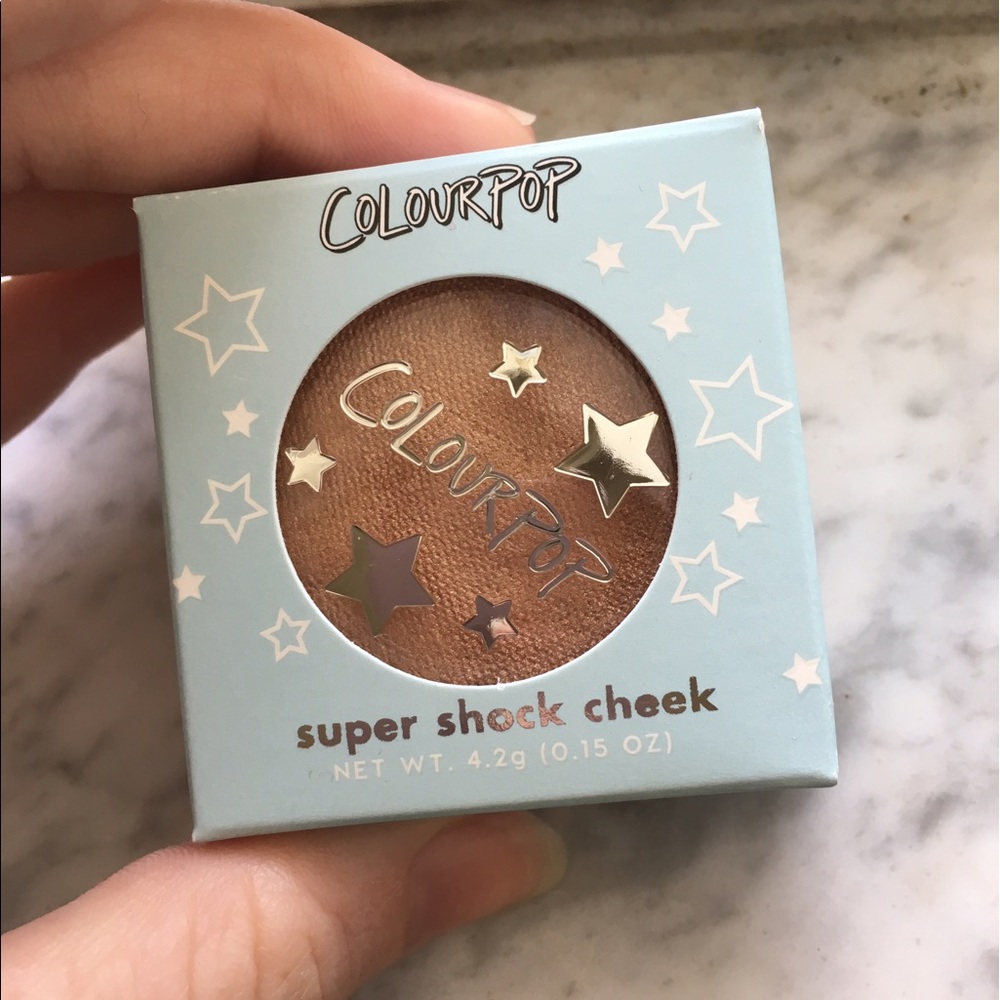 COLOURPOP
COLOURPOP
super shock cheek
NET WT. 4.2g (0.15 OZ)